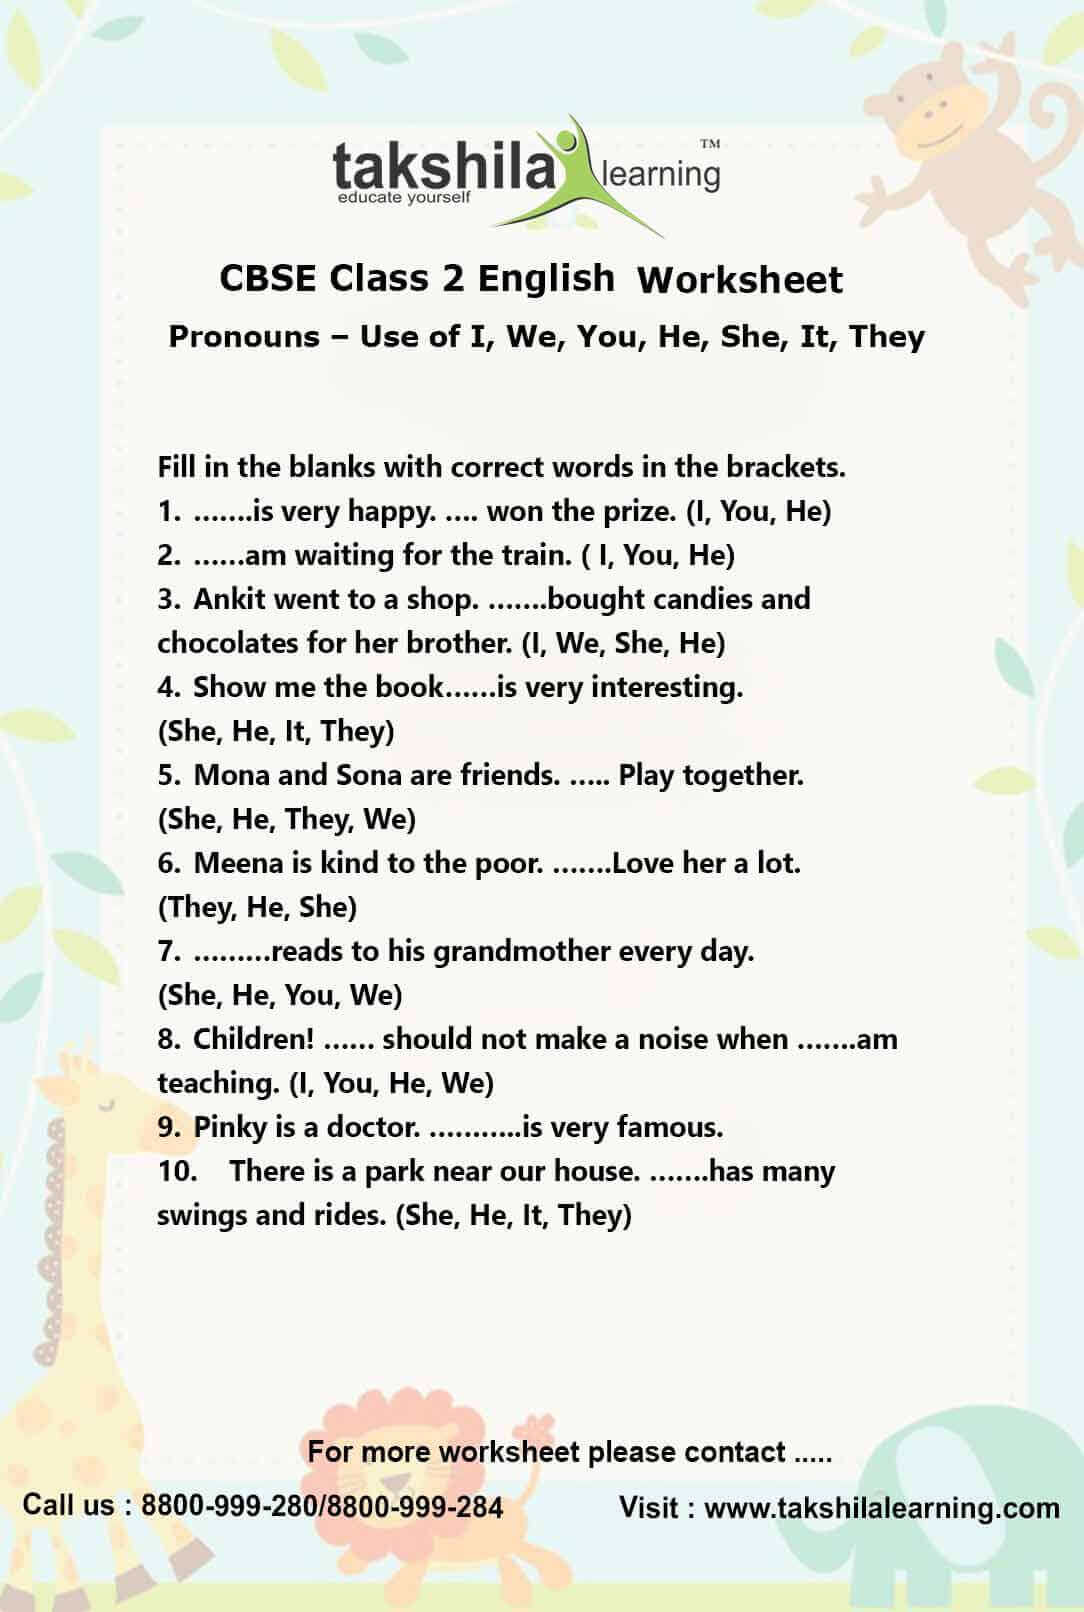 takshila learning ™
educate yourself
CBSE Class 2 English Worksheet
Pronouns – Use of I, We, You, He, She, It, They
Fill in the blanks with correct words in the brackets.
1. .......is very happy. .... won the prize. (I, You, He)
2. ......am waiting for the train. ( I, You, He)
3. Ankit went to a shop. .......bought candies and
chocolates for her brother. (I, We, She, He)
4. Show me the book......is very interesting.
(She, He, It, They)
5. Mona and Sona are friends. ..... Play together.
(She, He, They, We)
6. Meena is kind to the poor. .......Love her a lot.
(They, He, She)
7. .........reads to his grandmother every day.
(She, He, You, We)
8. Children! ...... should not make a noise when .......am
teaching. (I, You, He, We)
9. Pinky is a doctor. ...........is very famous.
10. There is a park near our house. .......has many
swings and rides. (She, He, It, They)
For more worksheet please contact .....
Call us : 8800-999-280/8800-999-284 Visit : www.takshilalearning.com